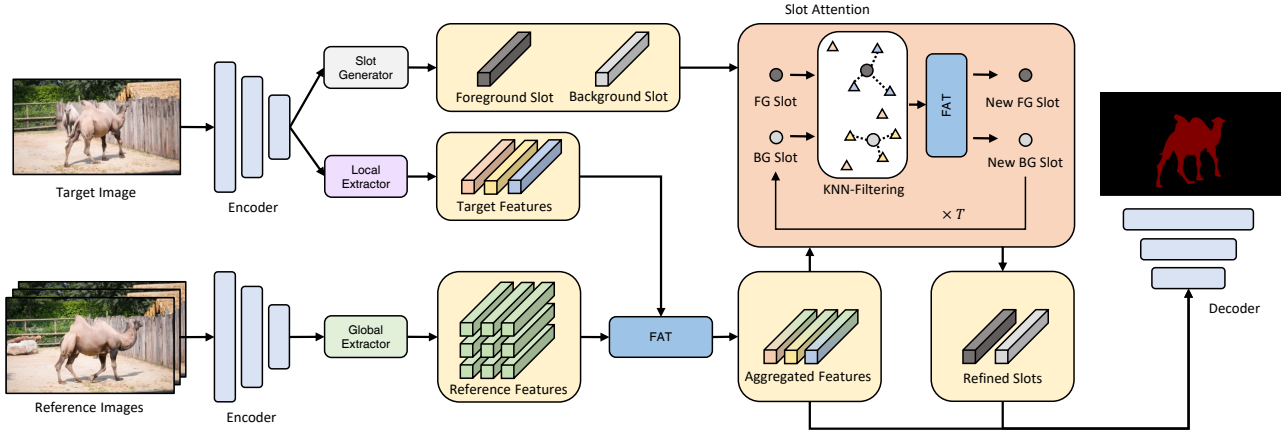 Slot Attention
Slot
Generator
Foreground Slot
Background Slot
FG Slot
BG Slot
KNN-Filtering
FAT
New FG Slot
New BG Slot
× T
Target Image
Encoder
Local
Extractor
Target Features
Reference Images
Encoder
Global
Extractor
Reference Features
FAT
Aggregated Features
Refined Slots
Decoder